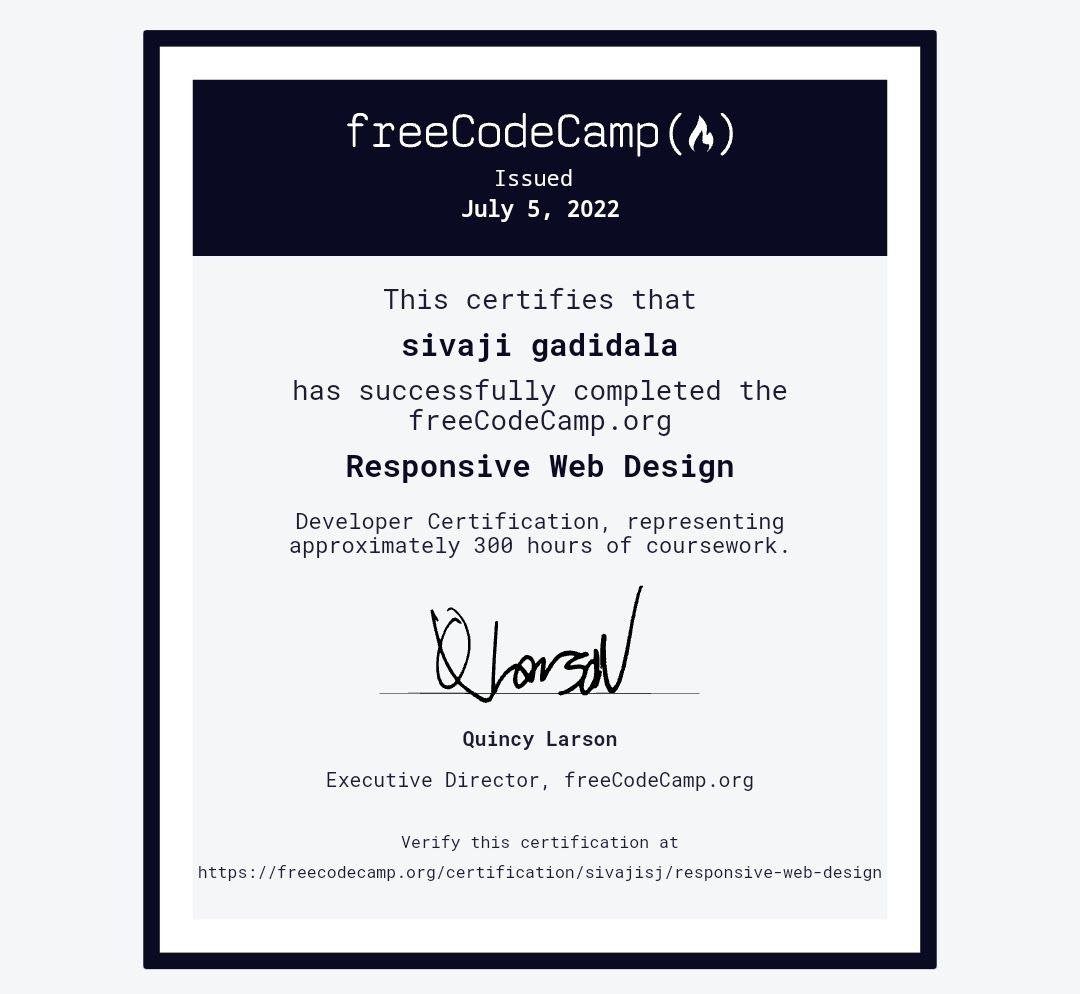 freeCodeCamp(🔥)
Issued
July 5, 2022
This certifies that
sivaji gadidala
has successfully completed the
freeCodeCamp.org
Responsive Web Design
Developer Certification, representing
approximately 300 hours of coursework.
QLarson
Quincy Larson
Executive Director, freeCodeCamp.org
Verify this certification at
https://freecodecamp.org/certification/sivajisj/responsive-web-design